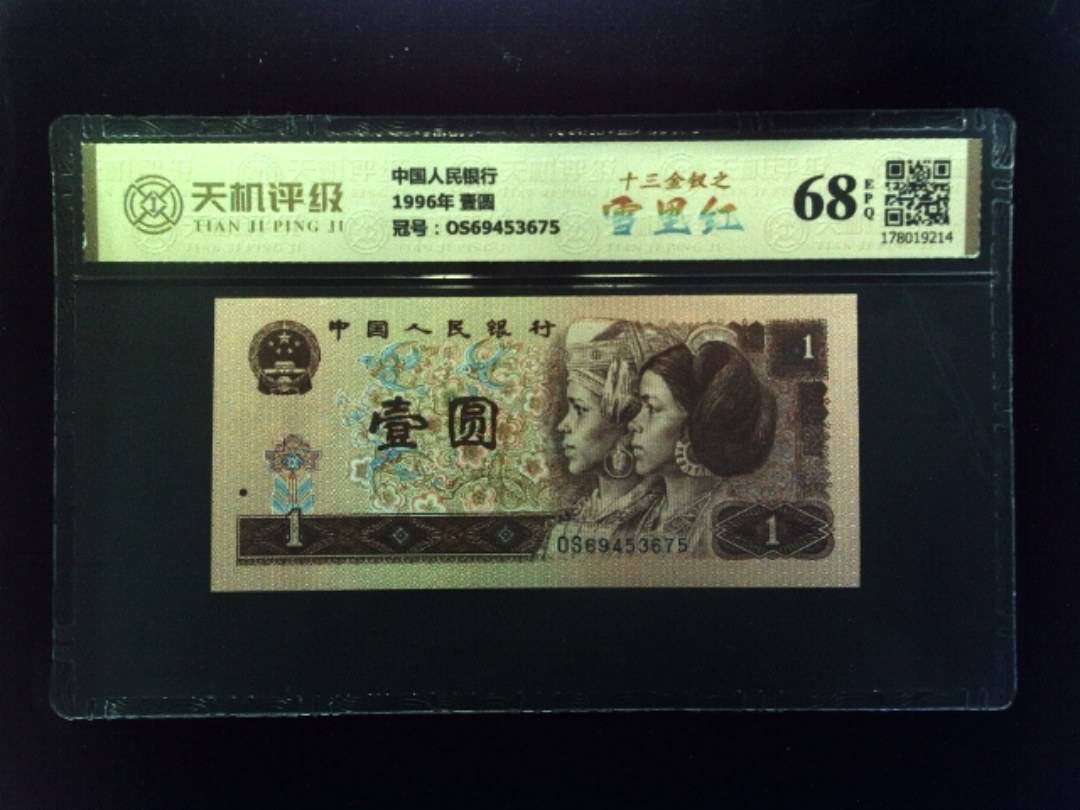 天机评级
TIAN JI PING JI
中国人民银行
1996年 壹圆
冠号：OS69453675
十三金钗之
雪里红
68
EPQ
178019214
中国人民银行
1
壹圆
1
OS69453675
1